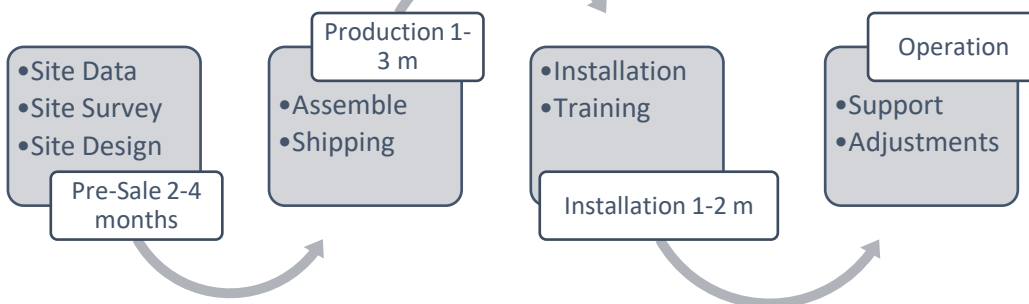 •Site Data
•Site Survey
•Site Design
Pre-Sale 2-4
months
Production 1-
3 m
•Assemble
•Shipping
•Installation
•Training
Installation 1-2 m
Operation
•Support
•Adjustments